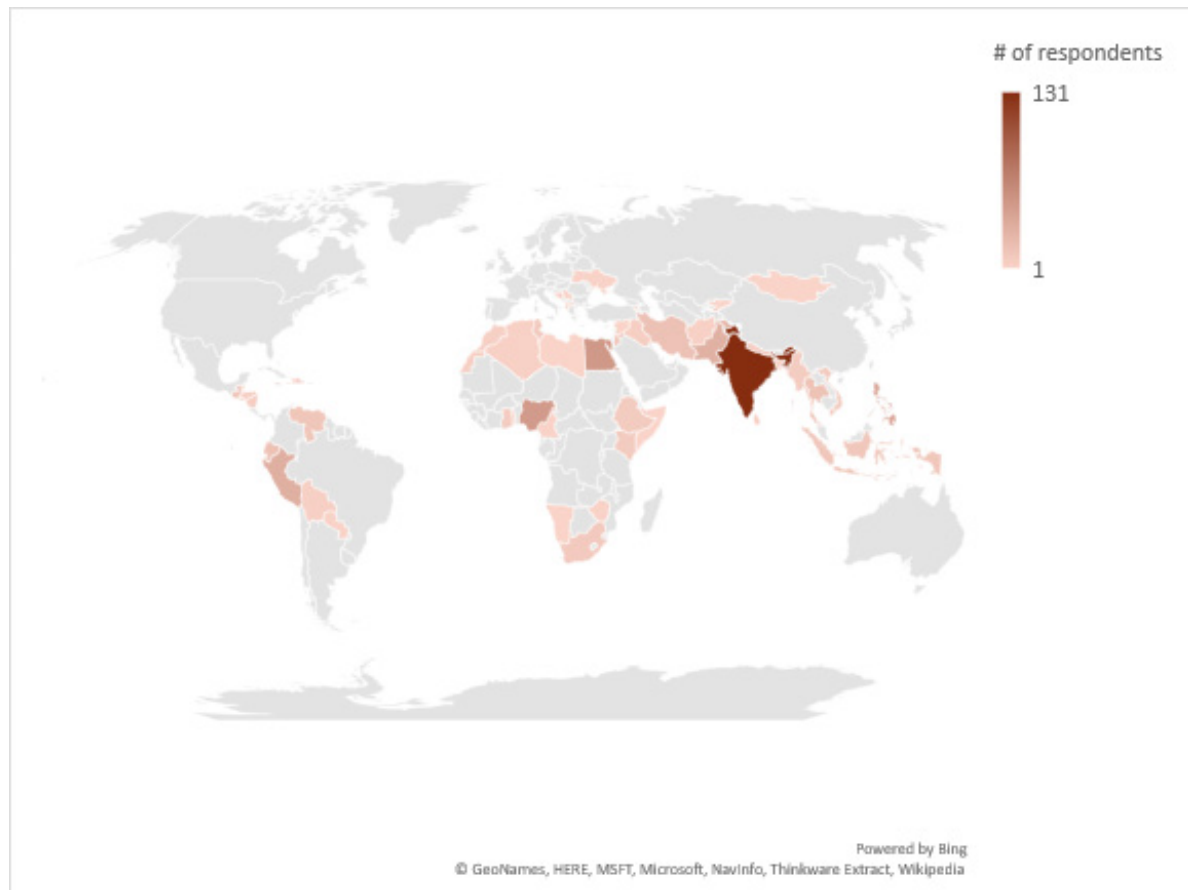 # of respondents
131
1
Powered by Bing
© GeoNames, HERE, MSFT, Microsoft, NavInfo, Thinkware Extract, Wikipedia